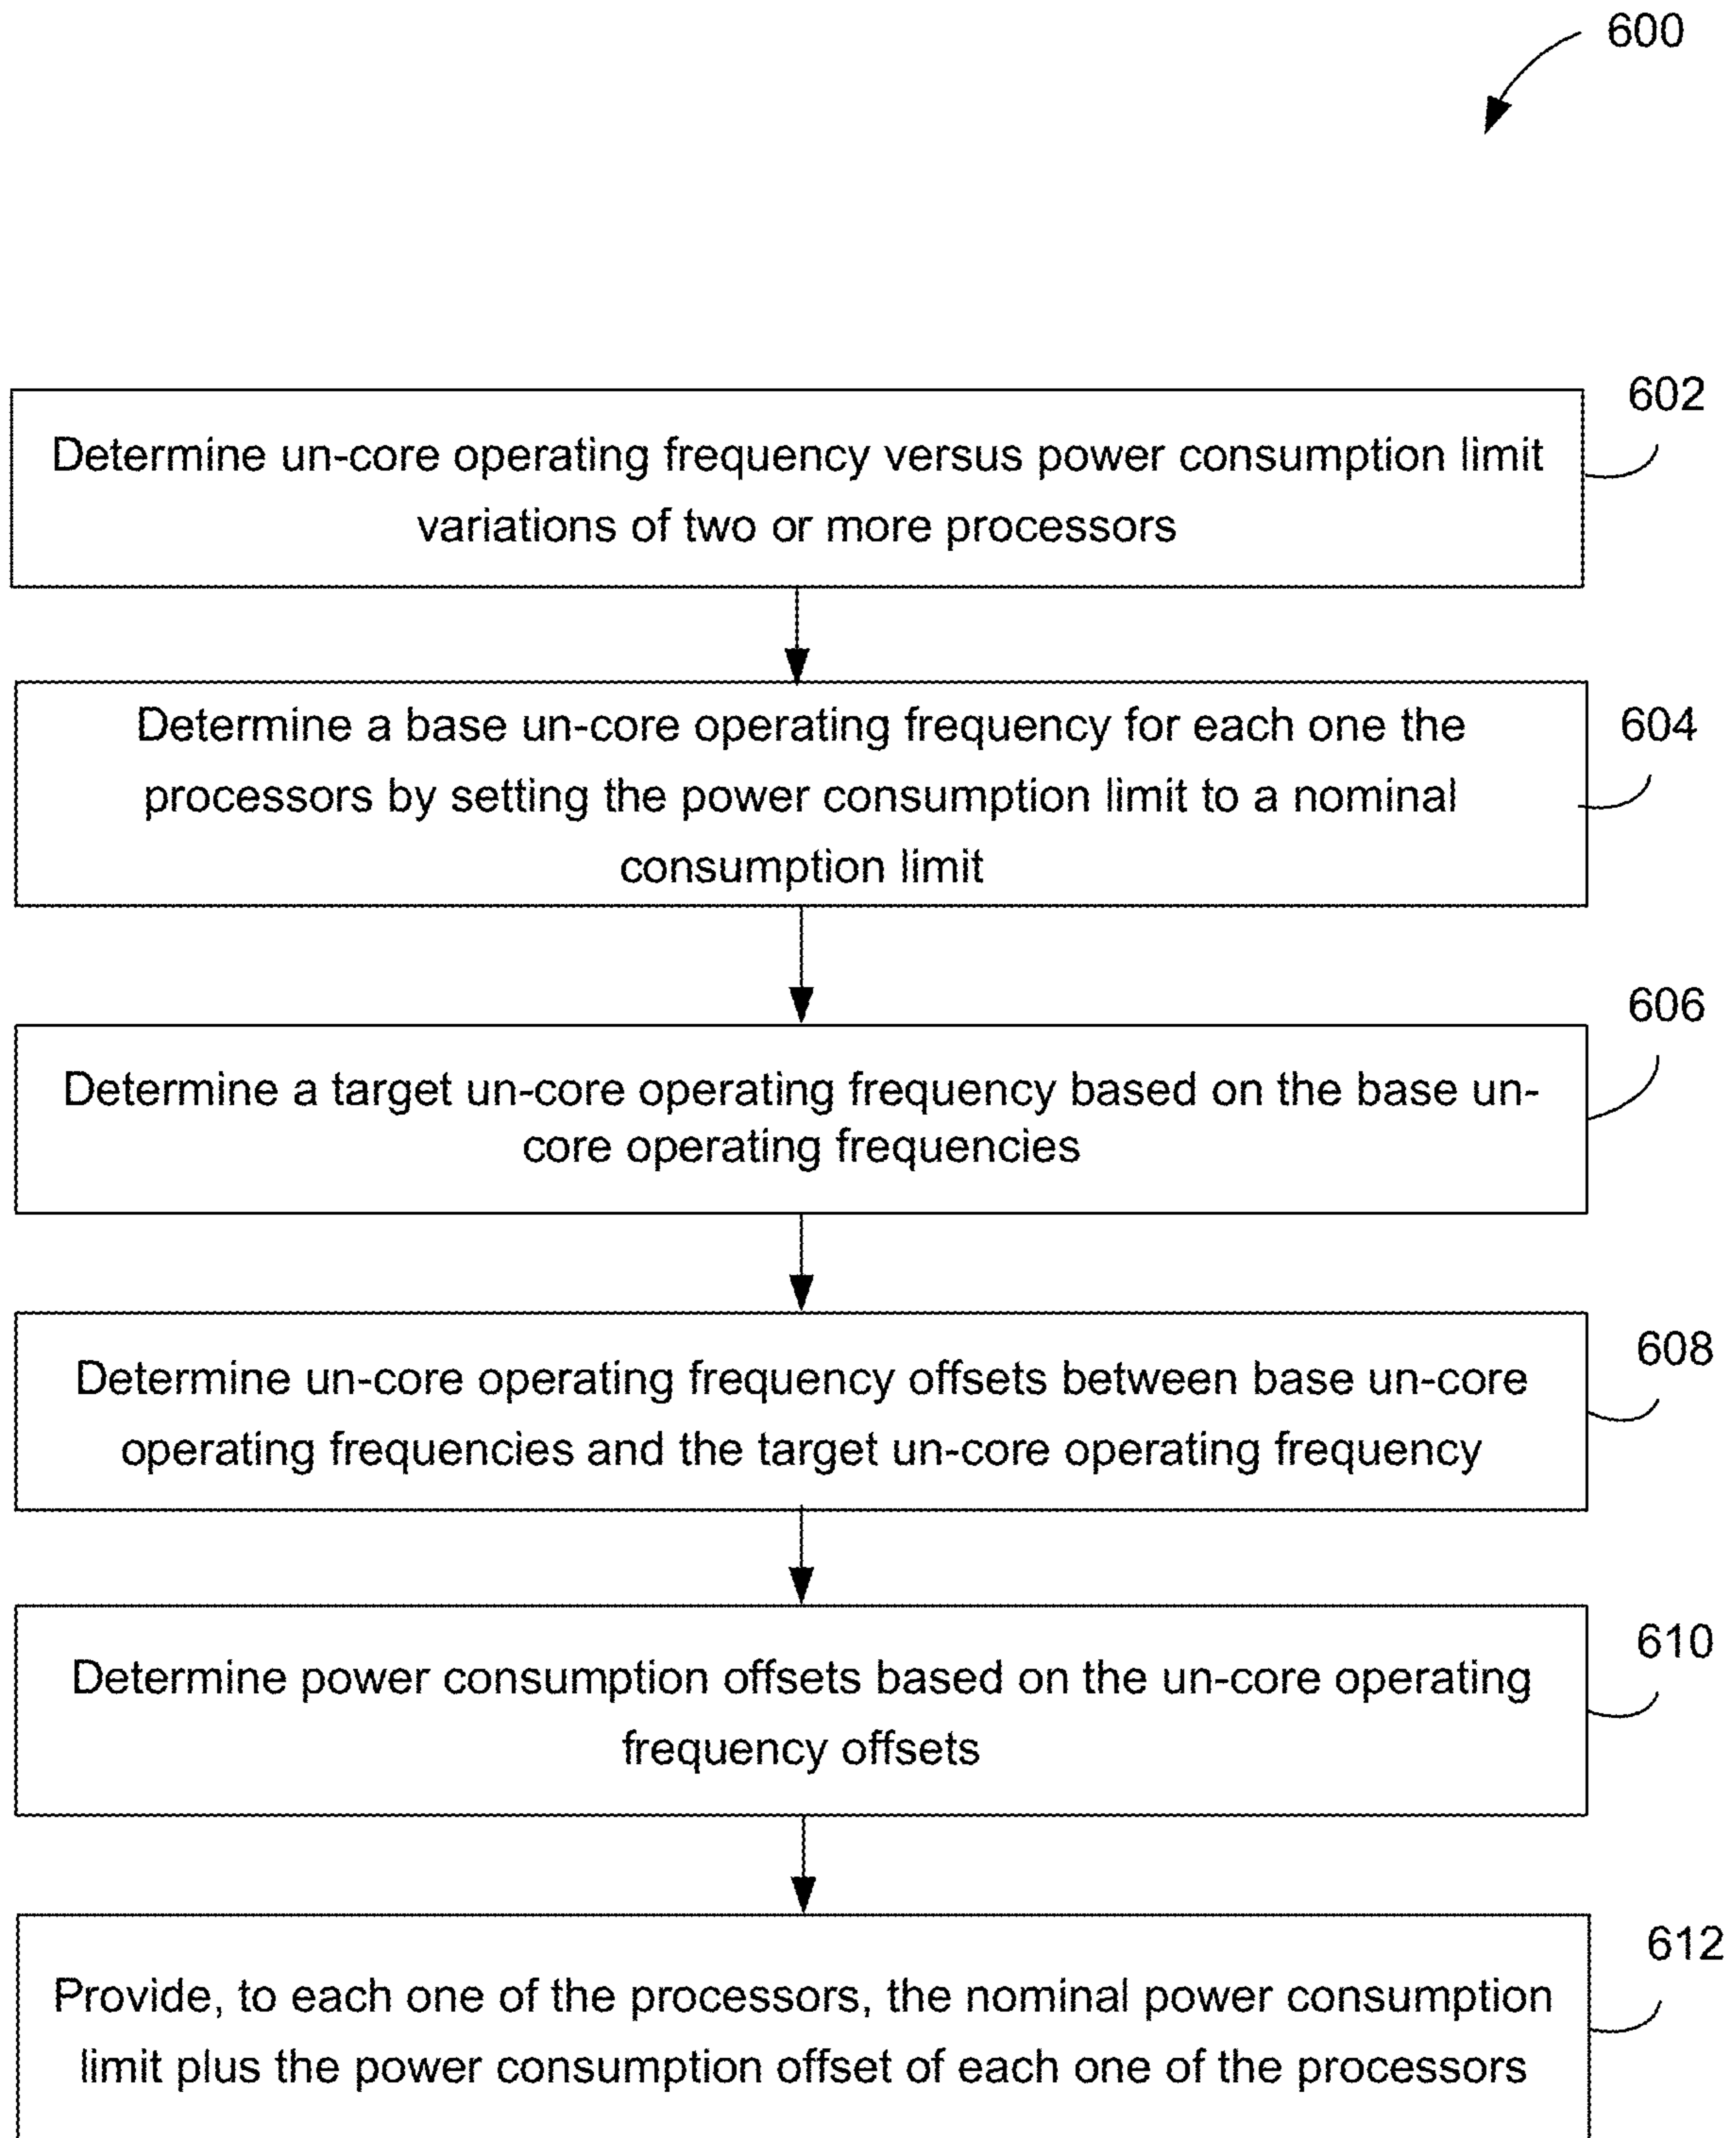 600
602
Determine un-core operating frequency versus power consumption limit
variations of two or more processors
604
Determine a base un-core operating frequency for each one the
processors by setting the power consumption limit to a nominal
consumption limit
606
Determine a target un-core operating frequency based on the base un-
core operating frequencies
608
Determine un-core operating frequency offsets between base un-core
operating frequencies and the target un-core operating frequency
610
Determine power consumption offsets based on the un-core operating
frequency offsets
612
Provide, to each one of the processors, the nominal power consumption
limit plus the power consumption offset of each one of the processors